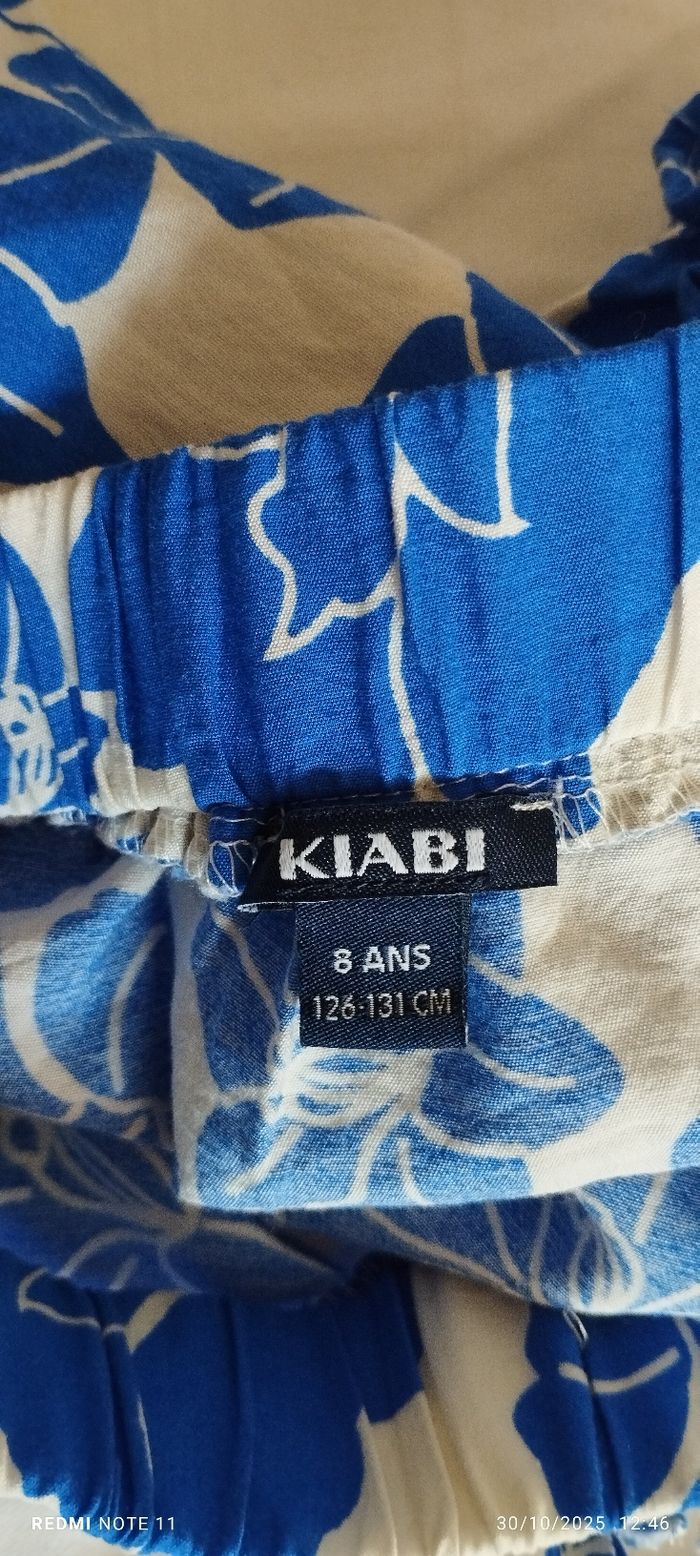 KIABI
8 ANS
126-131 CM
REDMI NOTE 11
30/10/2025 12:46